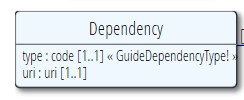 Dependency
type : code [1..1] « GuideDependencyType! »
uri : uri [1..1]